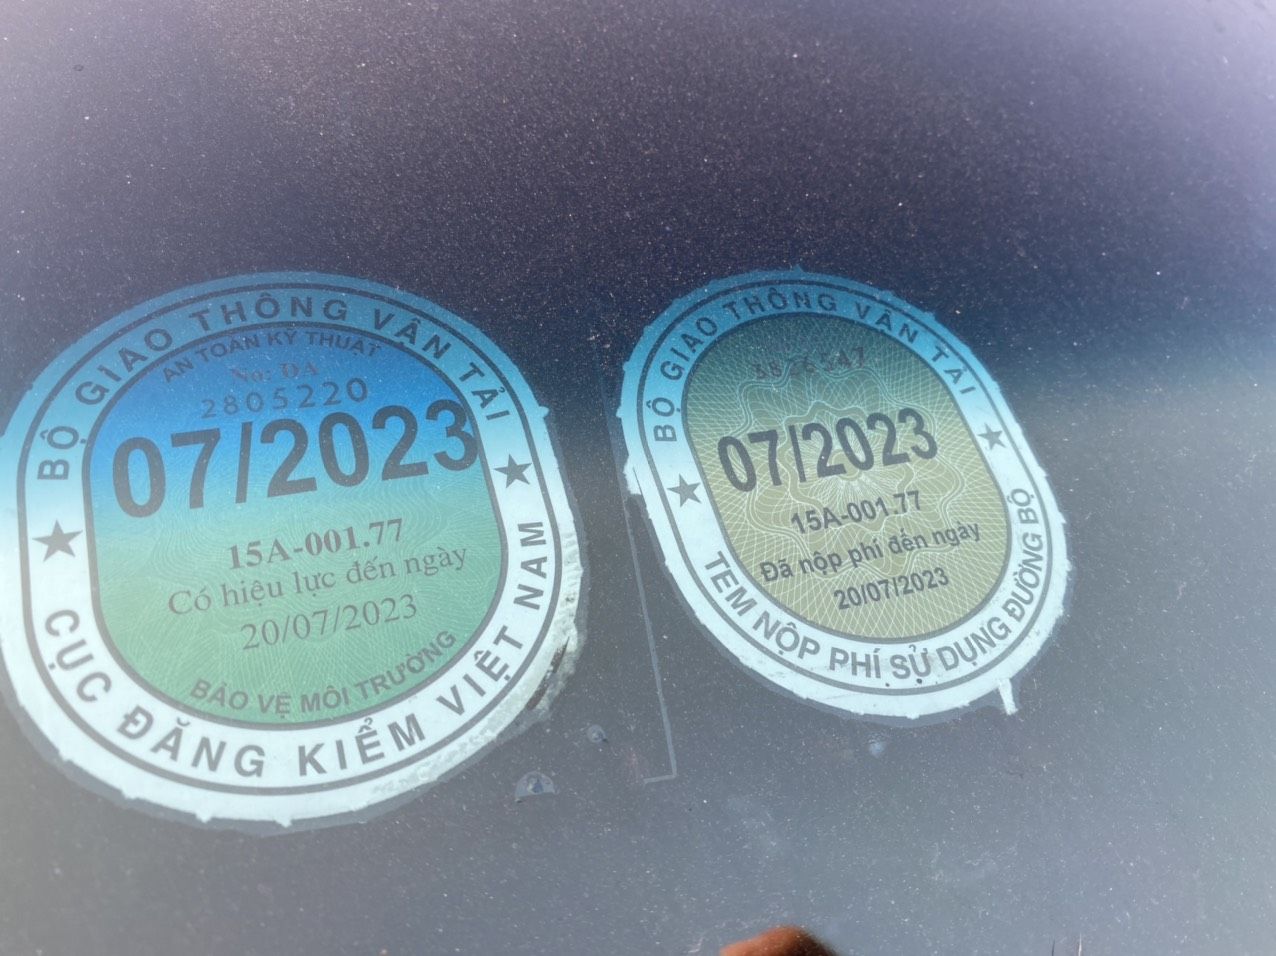 BỘ GIAO THÔNG VẬN TẢI
AN TOÀN KỸ THUẬT
No: DA
2805220
07/2023
15A-001.77
Có hiệu lực đến ngày
20/07/2023
BẢO VỆ MÔI TRƯỜNG
★ CỤC ĐĂNG KIỂM VIỆT NAM ★
BỘ GIAO THÔNG VẬN TẢI
07/2023
15A-001.77
Đã nộp phí đến ngày
20/07/2023
★ TEM NỘP PHÍ SỬ DỤNG ĐƯỜNG BỘ ★